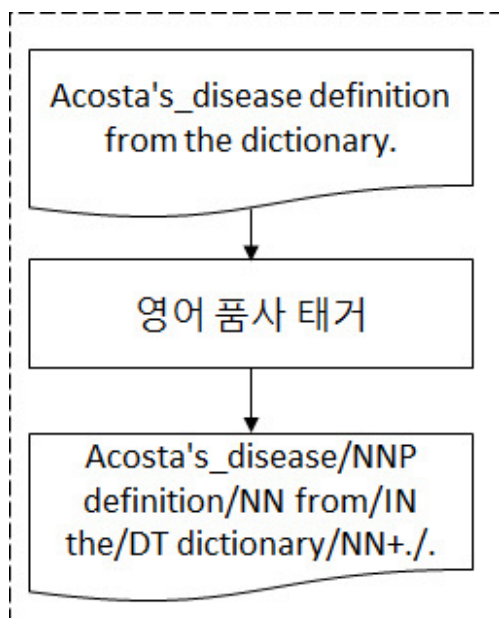 Acosta's_disease definition
from the dictionary.
영어 품사 태거
Acosta's_disease/NNP
definition/NN from/IN
the/DT dictionary/NN+./.